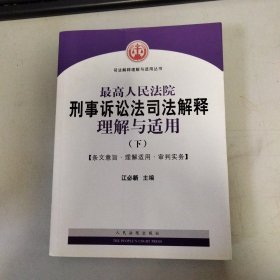 司法解释理解与适用丛书
最高人民法院
刑事诉讼法司法解释
理解与适用
（下）
【条文意旨·理解适用·审判实务】
江必新 主编
人民法院出版社
THE PEOPLE'S COURT PRESS